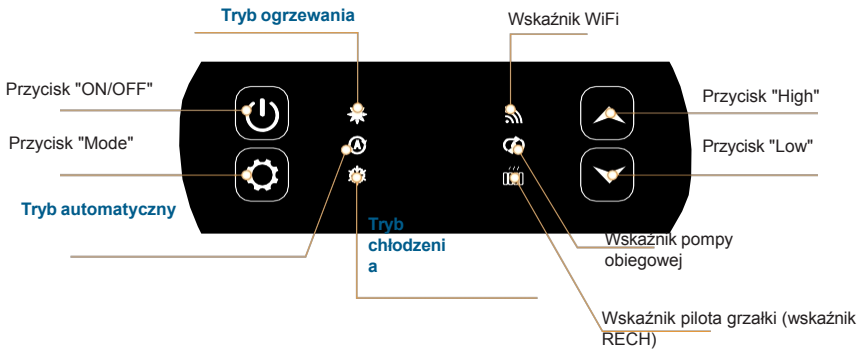 Tryb ogrzewania
Wskaźnik WiFi
Przycisk "ON/OFF"
Przycisk "High"
Przycisk "Mode"
A
Przycisk "Low"
Tryb automatyczny
Tryb
chłodzeni
a
Wskaźnik pompy
obiegowej
Wskaźnik pilota grzałki (wskaźnik
RECH)